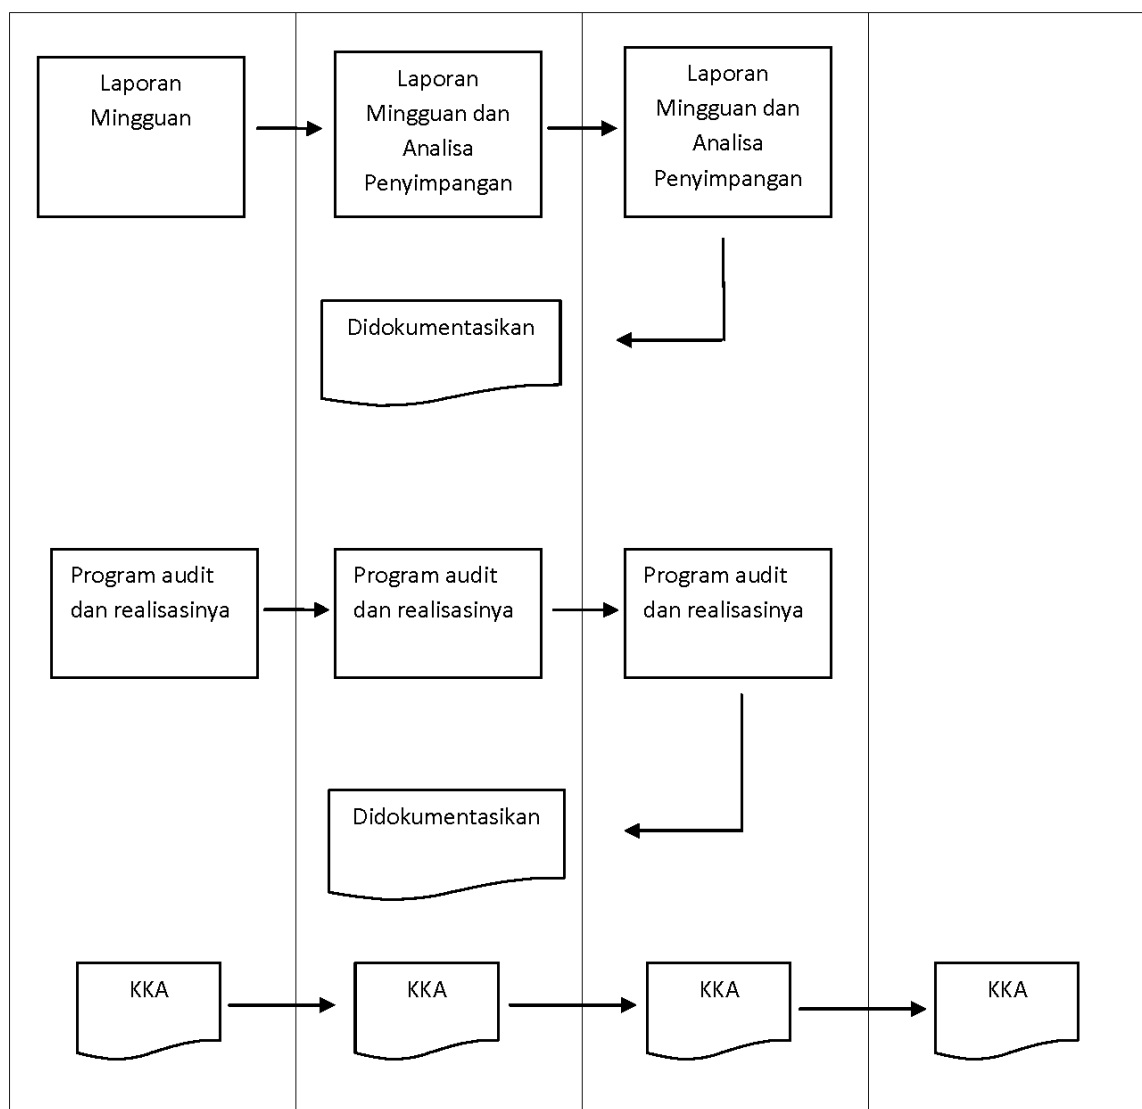 Laporan
Mingguan
Laporan
Mingguan dan
Analisa
Penyimpangan
Laporan
Mingguan dan
Analisa
Penyimpangan
Didokumentasikan
Program audit
dan realisasinya
Program audit
dan realisasinya
Program audit
dan realisasinya
Didokumentasikan
KKA
KKA
KKA
KKA